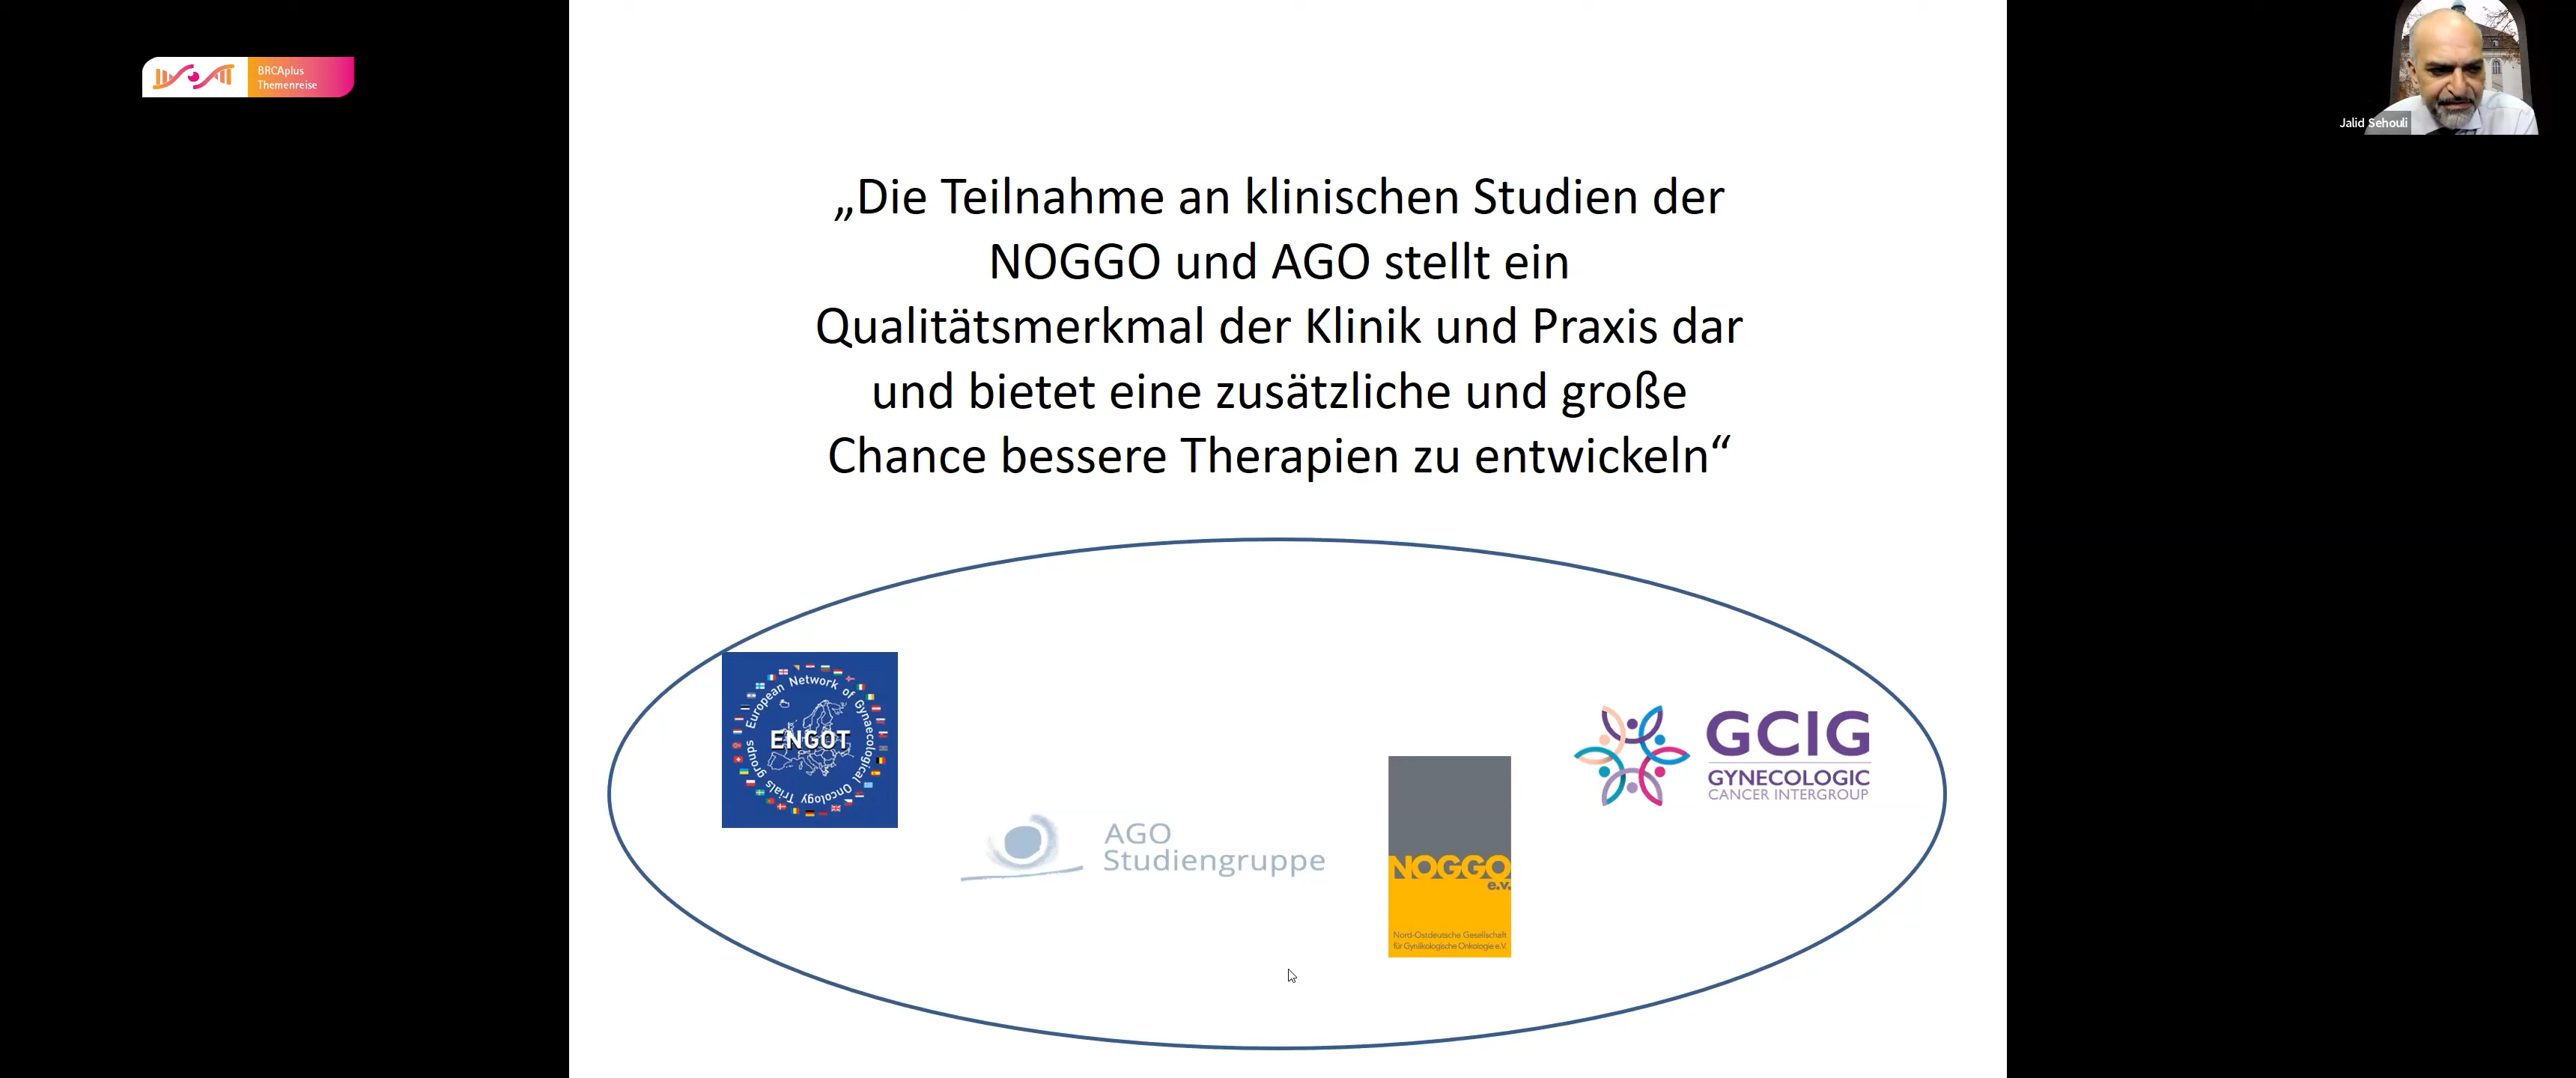 BRCAplus
Themenreise
Jalid Sehouli
„Die Teilnahme an klinischen Studien der
NOGGO und AGO stellt ein
Qualitätsmerkmal der Klinik und Praxis dar
und bietet eine zusätzliche und große
Chance bessere Therapien zu entwickeln“
European Network of Gynaecological Oncology Trials groups
ENGOT
AGO
Studiengruppe
NOGGO
e.V.
Nord-Ostdeutsche Gesellschaft
für Gynäkologische Onkologie e.V.
GCIG
GYNECOLOGIC
CANCER INTERGROUP